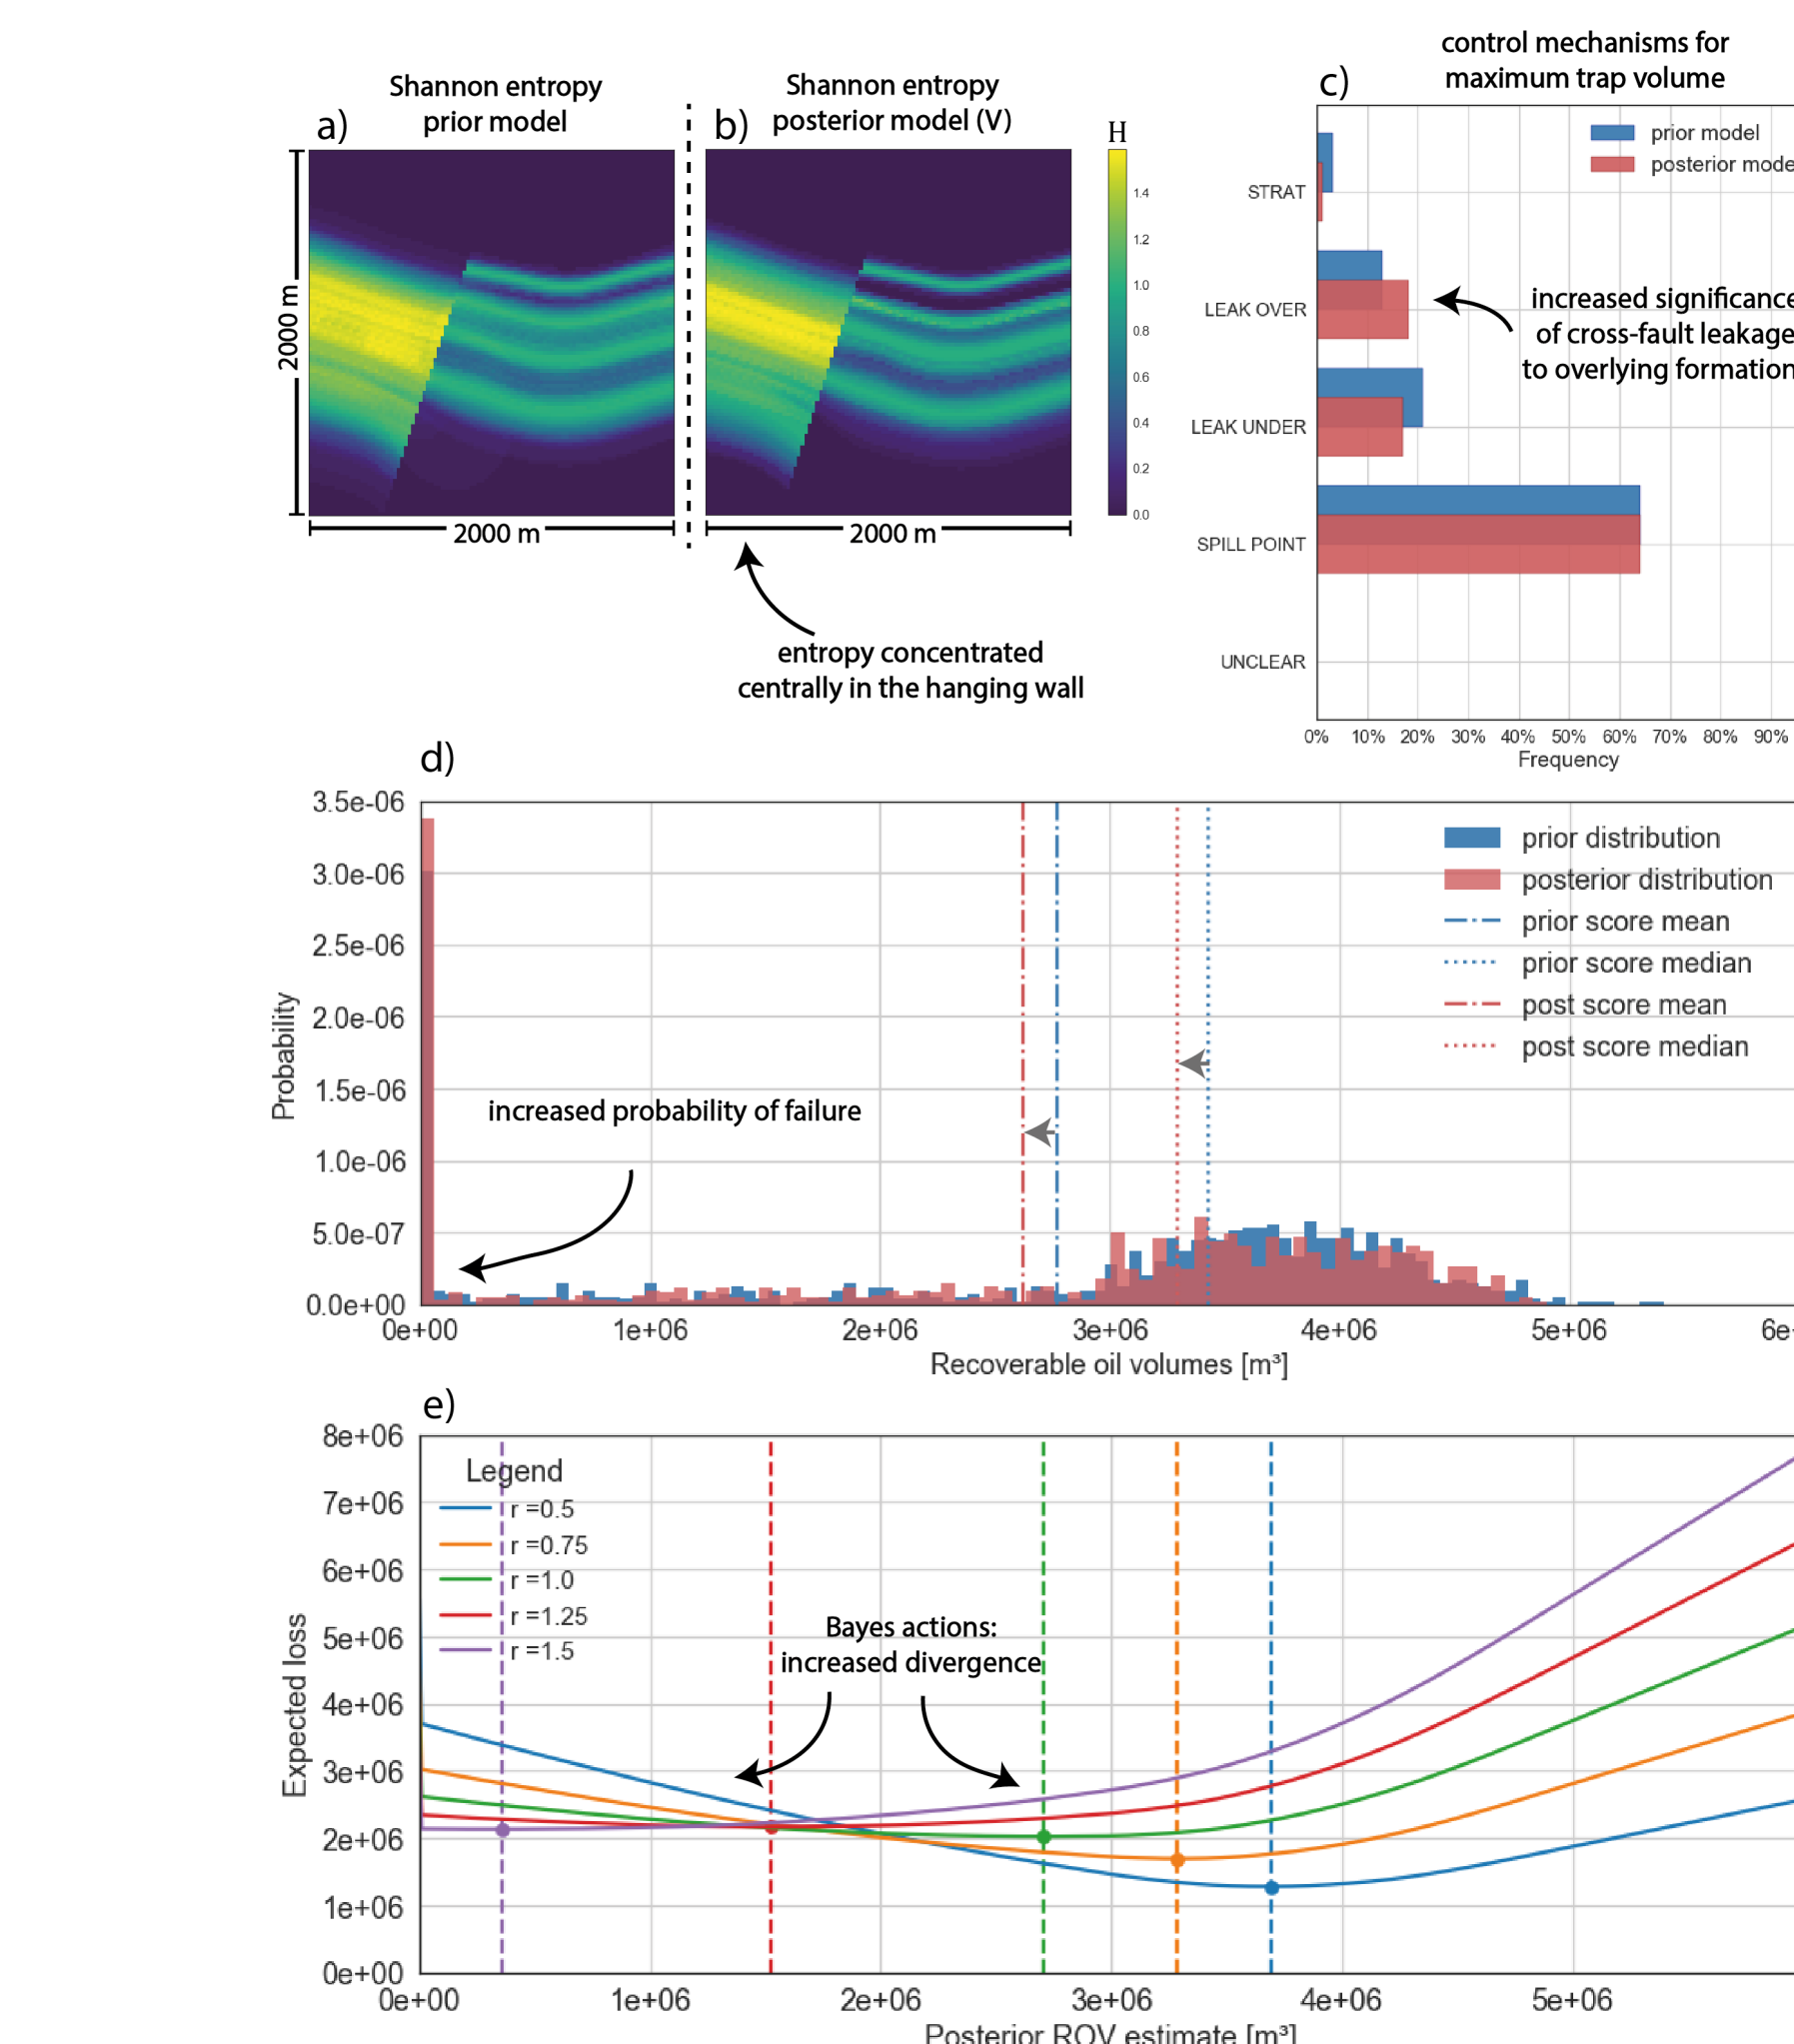 Shannon entropy
prior model
a)
Shannon entropy
posterior model (V)
b)
H
1.4
1.2
1.0
0.8
0.6
0.4
0.2
0.0
2000 m
2000 m
2000 m
entropy concentrated
centrally in the hanging wall
control mechanisms for
maximum trap volume
c)
prior model
posterior mode
STRAT
LEAK OVER
LEAK UNDER
SPILL POINT
UNCLEAR
increased significance
of cross-fault leakage
to overlying formation
0% 10% 20% 30% 40% 50% 60% 70% 80% 90%
Frequency
d)
3.5e-06
3.0e-06
2.5e-06
2.0e-06
1.5e-06
1.0e-06
5.0e-07
0.0e+00
Probability
prior distribution
posterior distribution
prior score mean
prior score median
post score mean
post score median
increased probability of failure
0e+00 1e+06 2e+06 3e+06 4e+06 5e+06 6e-
Recoverable oil volumes [m³]
e)
8e+06
7e+06
6e+06
5e+06
4e+06
3e+06
2e+06
1e+06
0e+00
Expected loss
Legend
r =0.5
r =0.75
r =1.0
r =1.25
r =1.5
Bayes actions:
increased divergence
0e+00 1e+06 2e+06 3e+06 4e+06 5e+06
Posterior ROV estimate [m³]